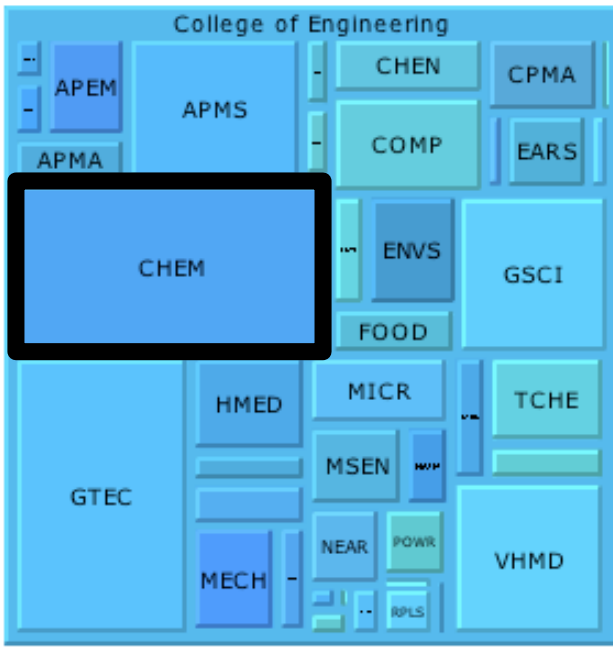 College of Engineering
APEM
APMS
CHEN
CPMA
APMA
COMP
EARS
CHEM
ENVS
GSCI
FOOD
HMED
MICR
TCHE
GTEC
MSEN
MECH
NEAR
POWR
VHMD
RPLS